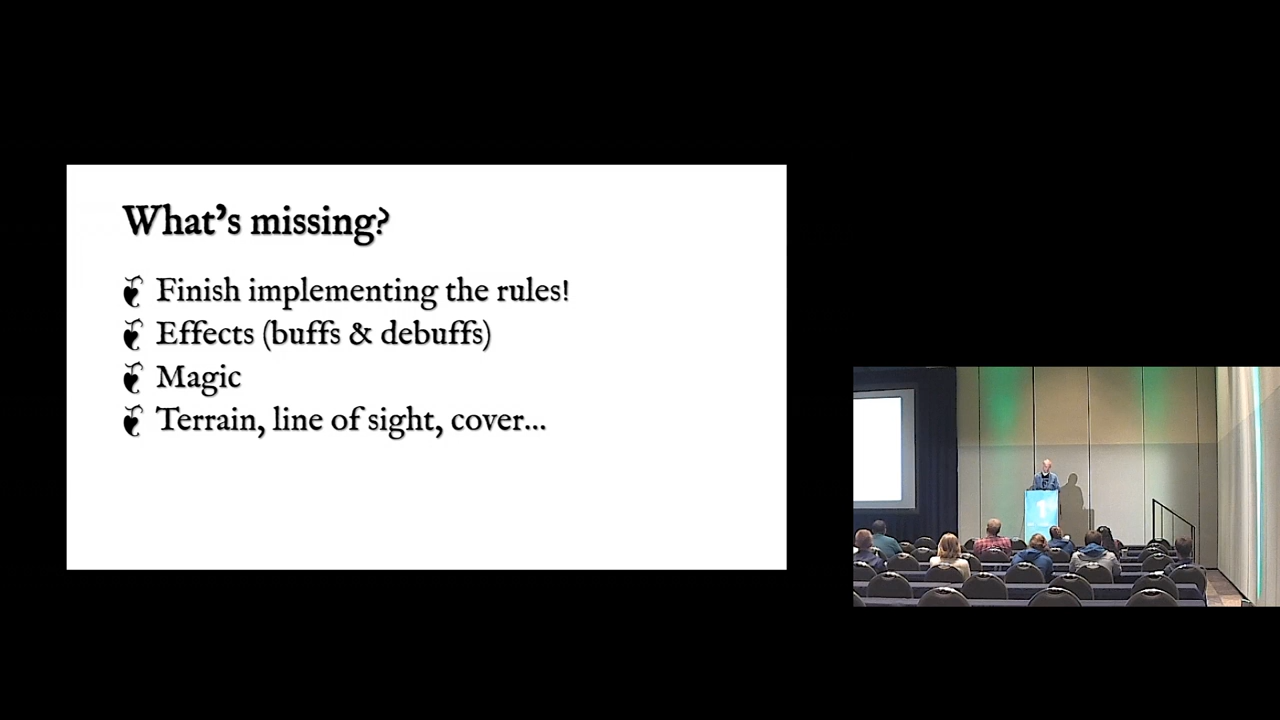 What's missing?
❦ Finish implementing the rules!
❦ Effects (buffs & debuffs)
❦ Magic
❦ Terrain, line of sight, cover...